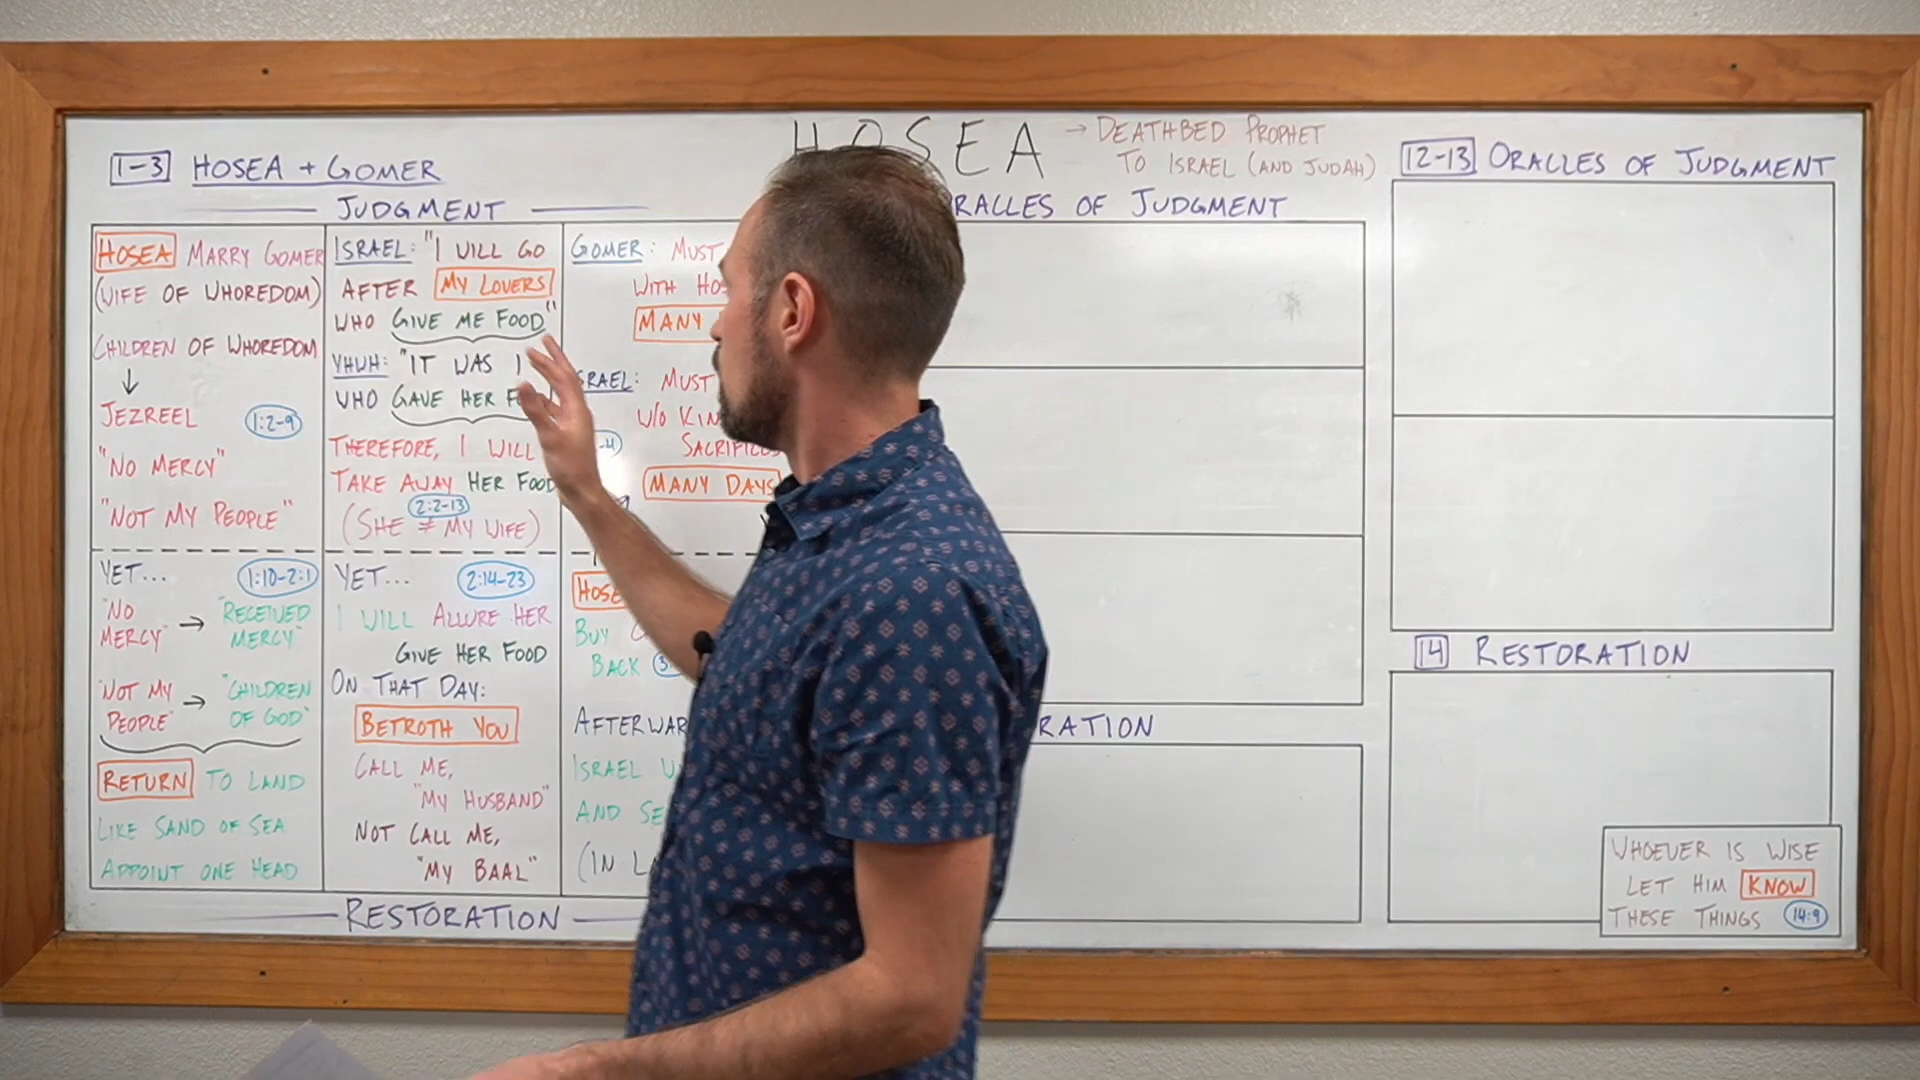 HOSEA → DEATHBED PROPHET
TO ISRAEL (AND JUDAH)
1-3 HOSEA + GOMER
JUDGMENT
HOSEA MARRY GOMER
(WIFE OF WHOREDOM)
CHILDREN OF WHOREDOM
↓
JEZREEL 1:2-9
"NO MERCY"
"NOT MY PEOPLE"
YET... 1:10-2:1
"NO MERCY" → "RECEIVED MERCY"
"NOT MY PEOPLE" → "CHILDREN OF GOD"
RETURN TO LAND
LIKE SAND OF SEA
APPOINT ONE HEAD
ISRAEL: "I WILL GO
AFTER MY LOVERS
WHO GIVE ME FOOD"
YHWH: "IT WAS I
WHO GAVE HER
THEREFORE, I WILL
TAKE AWAY HER FOOD
2:2-13
(SHE ≠ MY WIFE)
YET... 2:14-23
I WILL ALLURE HER
GIVE HER FOOD
ON THAT DAY:
BETROTH YOU
CALL ME,
"MY HUSBAND"
NOT CALL ME,
"MY BAAL"
GOMER: MUST
WITH
MANY
MUST
W/O
SACRIFICES
MANY DAYS
BUY
BACK
ISRAEL
AND
(IN
RESTORATION
OF JUDGMENT
12-13 ORACLES OF JUDGMENT
14 RESTORATION
WHOEVER IS WISE
LET HIM KNOW
THESE THINGS 14:9